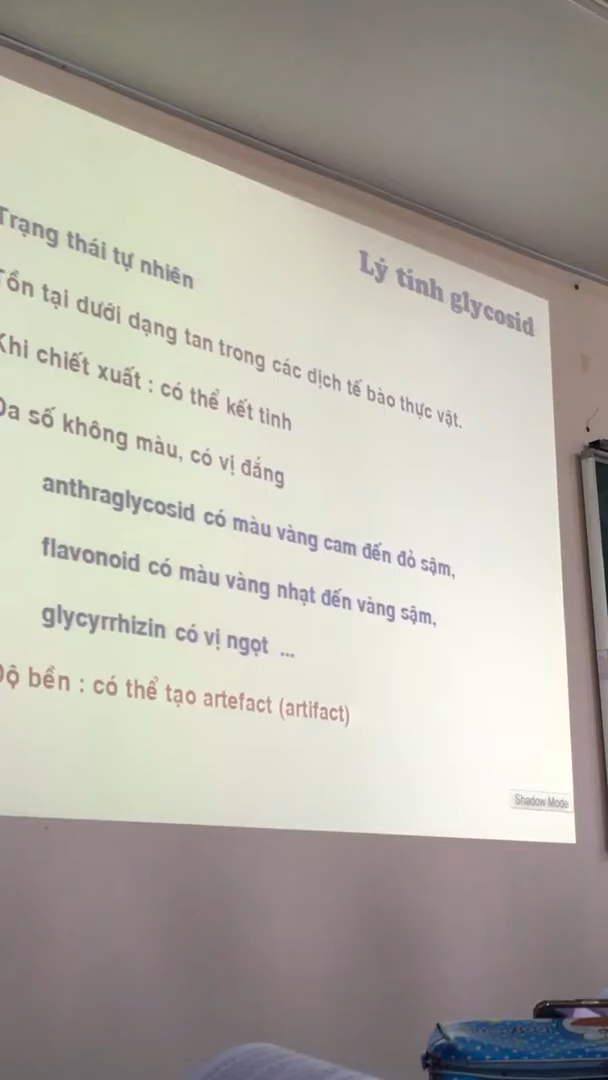 Lý tính glycosid
Trạng thái tự nhiên
Tồn tại dưới dạng tan trong các dịch tế bào thực vật.
Khi chiết xuất : có thể kết tinh
Đa số không màu, có vị đắng
anthraglycosid có màu vàng cam đến đỏ sậm,
flavonoid có màu vàng nhạt đến vàng sậm,
glycyrrhizin có vị ngọt ...
Độ bền : có thể tạo artefact (artifact)
Shadow Mode